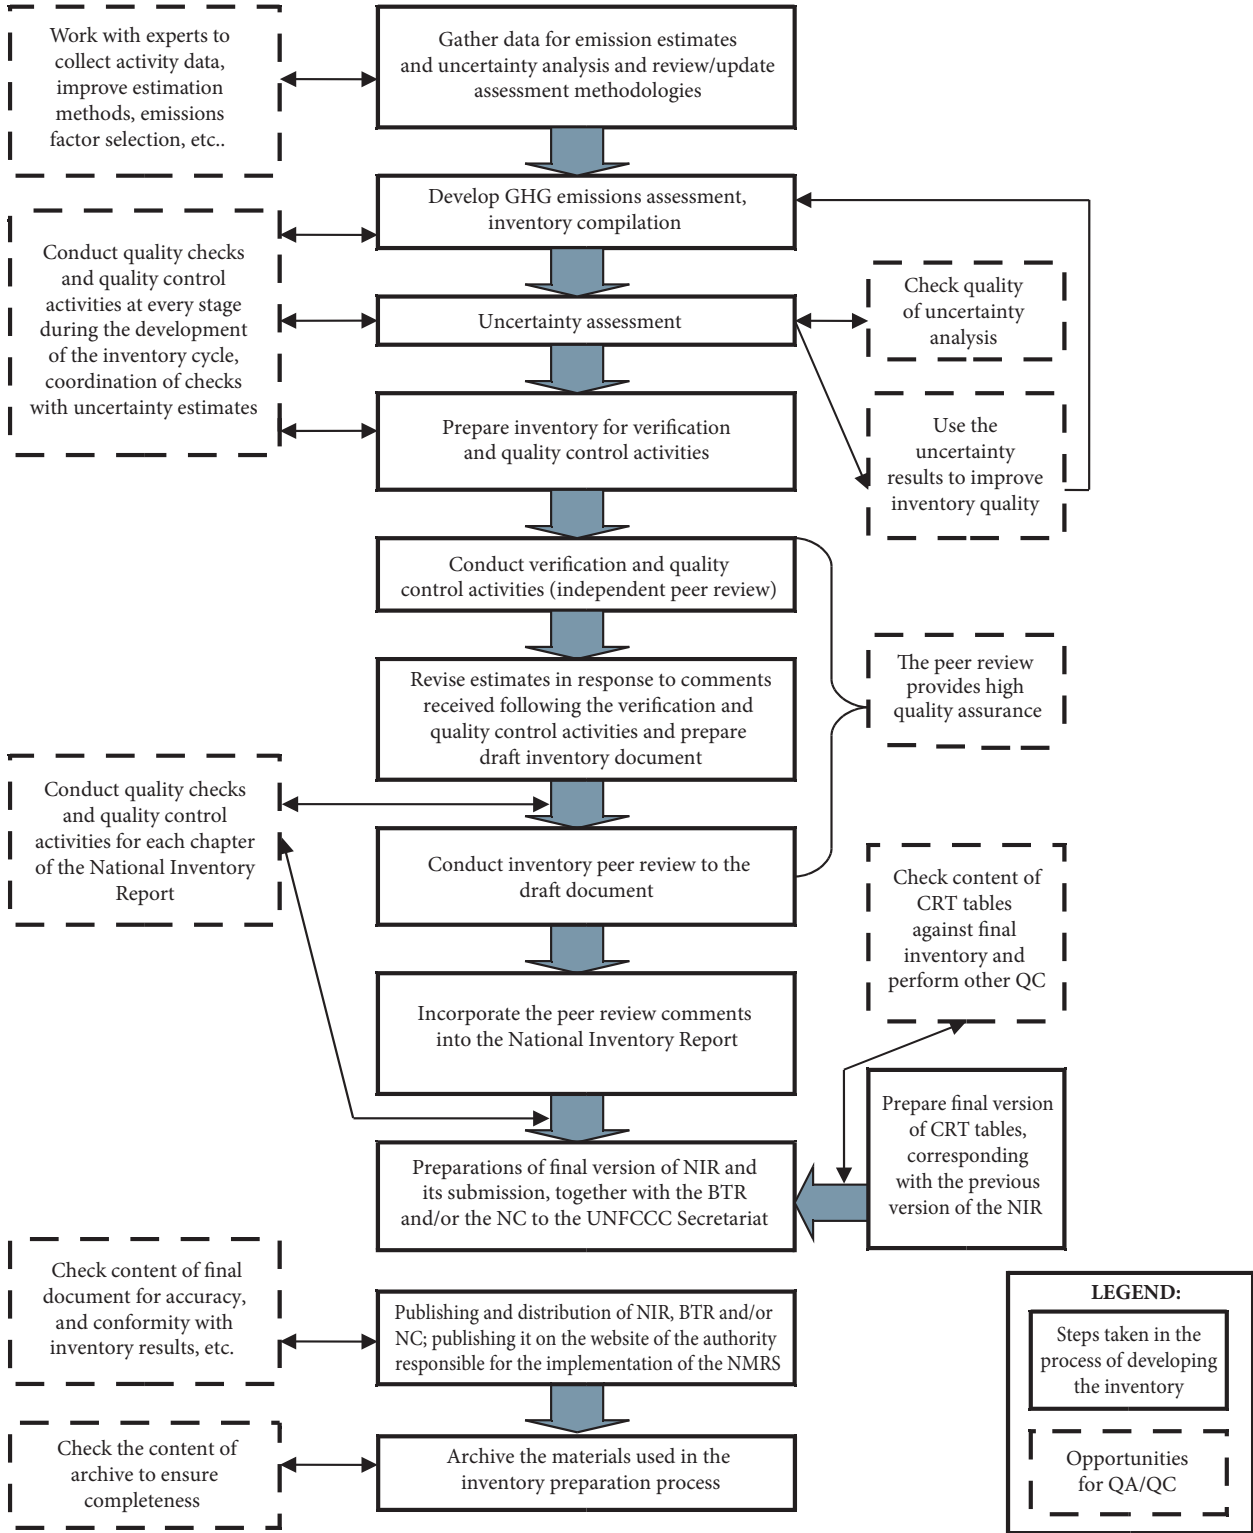 Work with experts to
collect activity data,
improve estimation
methods, emissions
factor selection, etc..
Gather data for emission estimates
and uncertainty analysis and review/update
assessment methodologies
Develop GHG emissions assessment,
inventory compilation
Conduct quality checks
and quality control
activities at every stage
during the development
of the inventory cycle,
coordination of checks
with uncertainty estimates
Uncertainty assessment
Check quality
of uncertainty
analysis
Prepare inventory for verification
and quality control activities
Use the
uncertainty
results to improve
inventory quality
Conduct verification and quality
control activities (independent peer review)
Revise estimates in response to comments
received following the verification and
quality control activities and prepare
draft inventory document
The peer review
provides high
quality assurance
Conduct quality checks
and quality control
activities for each chapter
of the National Inventory
Report
Conduct inventory peer review to the
draft document
Check content of
CRT tables
against final
inventory and
perform other QC
Incorporate the peer review comments
into the National Inventory Report
Prepare final version
of CRT tables,
corresponding
with the previous
version of the NIR
Preparations of final version of NIR and
its submission, together with the BTR
and/or the NC to the UNFCCC Secretariat
Check content of final
document for accuracy,
and conformity with
inventory results, etc.
Publishing and distribution of NIR, BTR and/or
NC; publishing it on the website of the authority
responsible for the implementation of the NMRS
Check the content of
archive to ensure
completeness
Archive the materials used in the
inventory preparation process
LEGEND:
Steps taken in the
process of developing
the inventory
Opportunities
for QA/QC